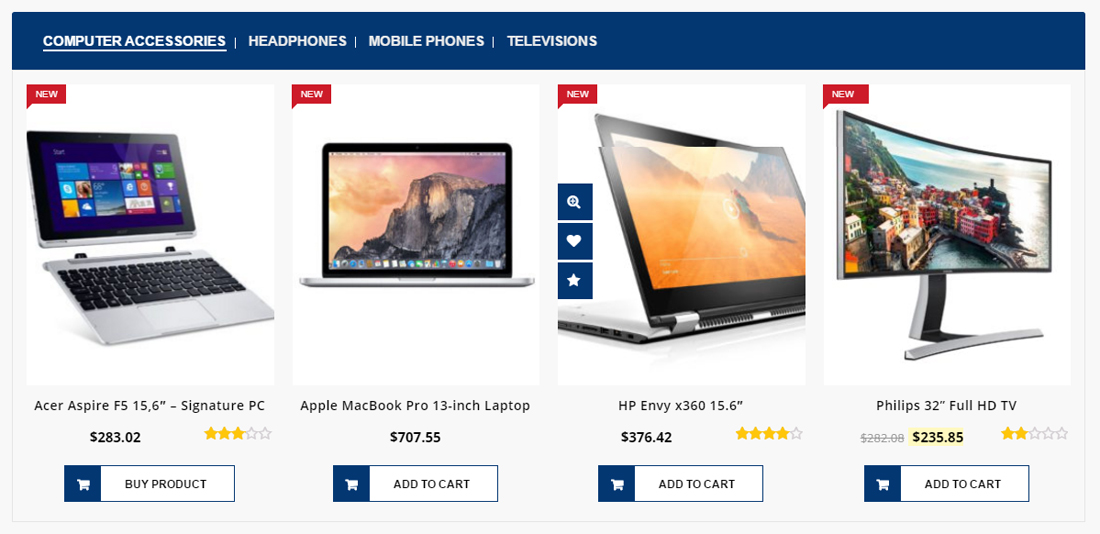 COMPUTER ACCESSORIES | HEADPHONES | MOBILE PHONES | TELEVISIONS
NEW NEW NEW NEW
Start
Acer Aspire F5 15,6″ – Signature PC
$283.02
BUY PRODUCT
Apple MacBook Pro 13-inch Laptop
$707.55
ADD TO CART
HP Envy x360 15.6″
$376.42
ADD TO CART
Philips 32″ Full HD TV
$282.08 $235.85
ADD TO CART